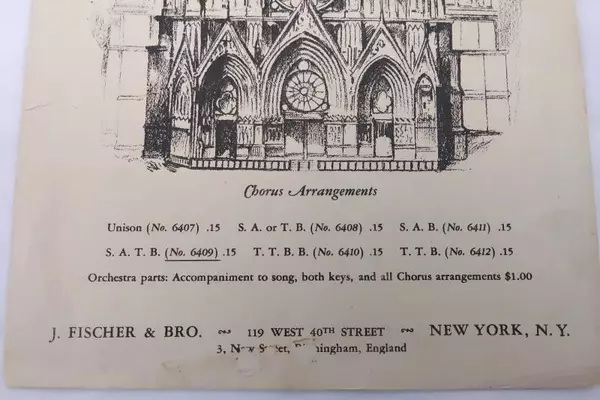 Chorus Arrangements
Unison (No. 6407) .15 S. A. or T. B. (No. 6408) .15 S. A. B. (No. 6411) .15
S. A. T. B. (No. 6409) .15 T. T. B. B. (No. 6410) .15 T. T. B. (No. 6412) .15
Orchestra parts: Accompaniment to song, both keys, and all Chorus arrangements $1.00
J. FISCHER & BRO. 119 WEST 40TH STREET NEW YORK, N. Y.
3, England